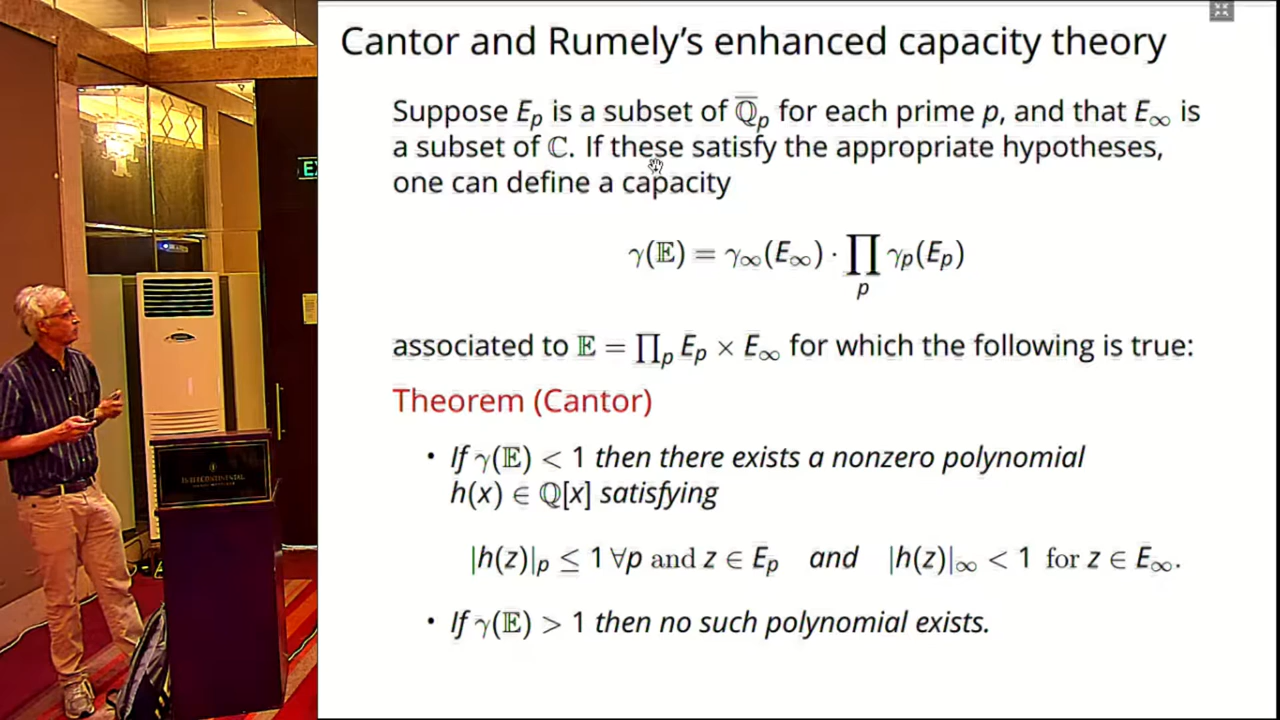 Cantor and Rumely's enhanced capacity theory
Suppose E_p is a subset of \overline{ℚ}_p for each prime p, and that E_∞ is
a subset of ℂ. If these satisfy the appropriate hypotheses,
one can define a capacity
γ(𝔼) = γ_∞(E_∞) · ∏_p γ_p(E_p)
associated to 𝔼 = ∏_p E_p × E_∞ for which the following is true:
Theorem (Cantor)
• If γ(𝔼) < 1 then there exists a nonzero polynomial
h(x) ∈ ℚ[x] satisfying
|h(z)|_p ≤ 1 ∀p and z ∈ E_p and |h(z)|_∞ < 1 for z ∈ E_∞.
• If γ(𝔼) > 1 then no such polynomial exists.
EX
INTERCONTINENTAL